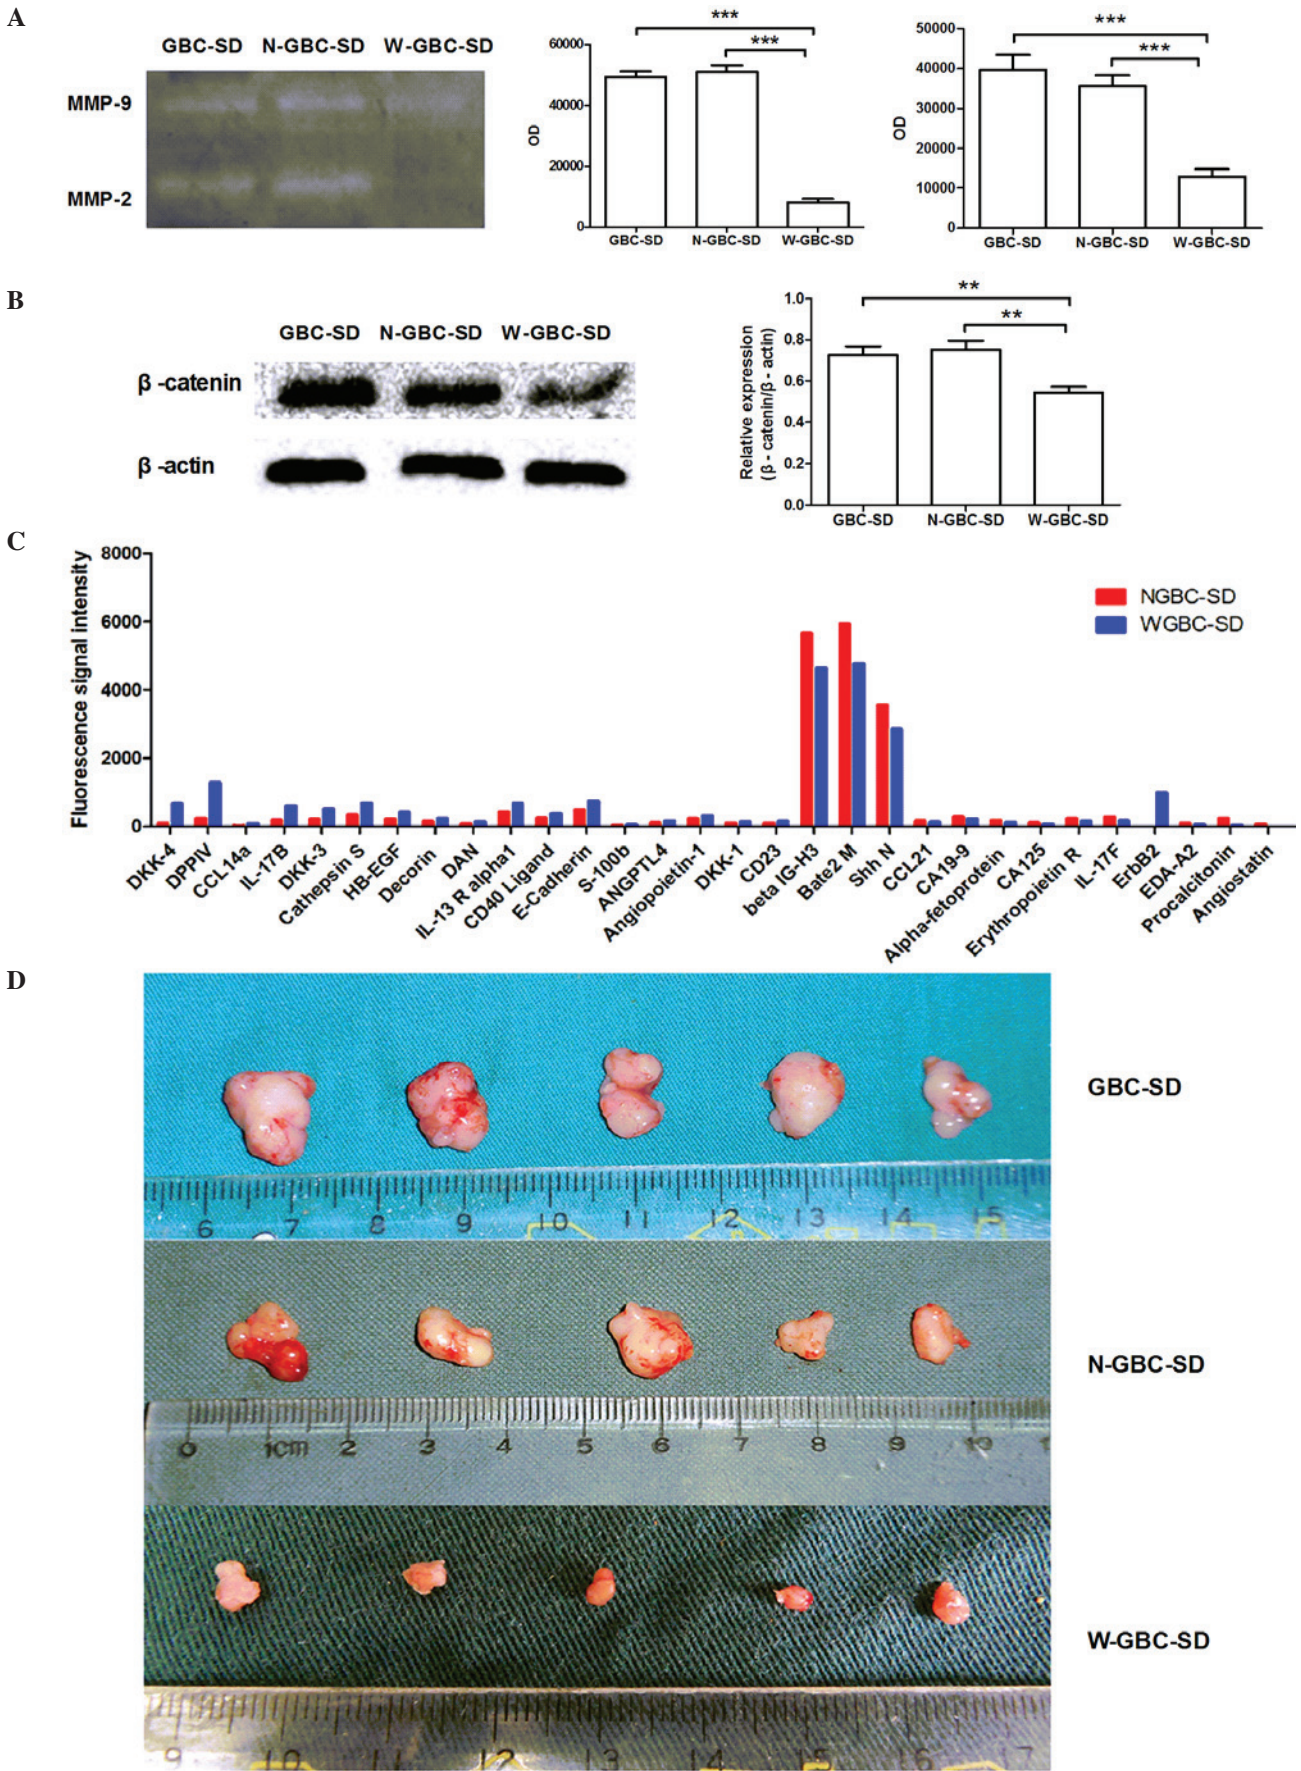 A
GBC-SD N-GBC-SD W-GBC-SD
MMP-9
MMP-2
***
***
60000
40000
20000
0
OD
GBC-SD N-GBC-SD W-GBC-SD
***
***
50000
40000
30000
20000
10000
0
OD
GBC-SD N-GBC-SD W-GBC-SD
B
GBC-SD N-GBC-SD W-GBC-SD
β -catenin
β -actin
**
**
1.0
0.8
0.6
0.4
0.2
0.0
Relative expression
(β - catenin/β - actin)
GBC-SD N-GBC-SD W-GBC-SD
C
8000
6000
4000
2000
0
Fluorescence signal intensity
NGBC-SD
WGBC-SD
DKK-4
DPPIV
CCL14a
IL-17B
DKK-3
Cathepsin S
HB-EGF
Decorin
DAN
IL-13 R alpha1
CD40 Ligand
E-Cadherin
S-100b
ANGPTL4
Angiopoietin-1
DKK-1
CD23
beta IG-H3
Bate2 M
Shh N
CCL21
CA19-9
Alpha-fetoprotein
CA125
Erythropoietin R
IL-17F
ErbB2
EDA-A2
Procalcitonin
Angiostatin
D
GBC-SD
6 7 8 9 10 11 12 13 14 15
N-GBC-SD
0 1cm 2 3 4 5 6 7 8 9 10
W-GBC-SD
9 10 11 12 15 16 17